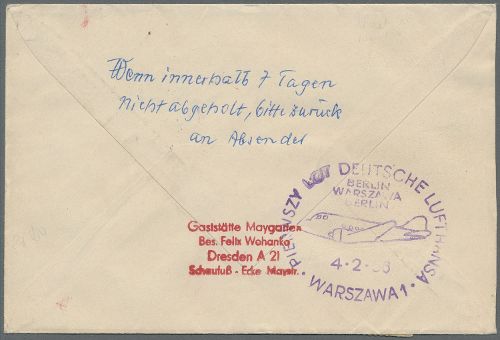 Wenn innerhalb 7 Tagen
nicht abgeholt, bitte zurück
an Absender
PIERWSZY LOT DEUTSCHE LUFTHANSA
BERLIN
WARSZAWA
BERLIN
4-2-56
· WARSZAWA 1 ·
Gaststätte Maygarten
Bes. Felix Wohanka
Dresden A 21
Schaufuß - Ecke Maystr.